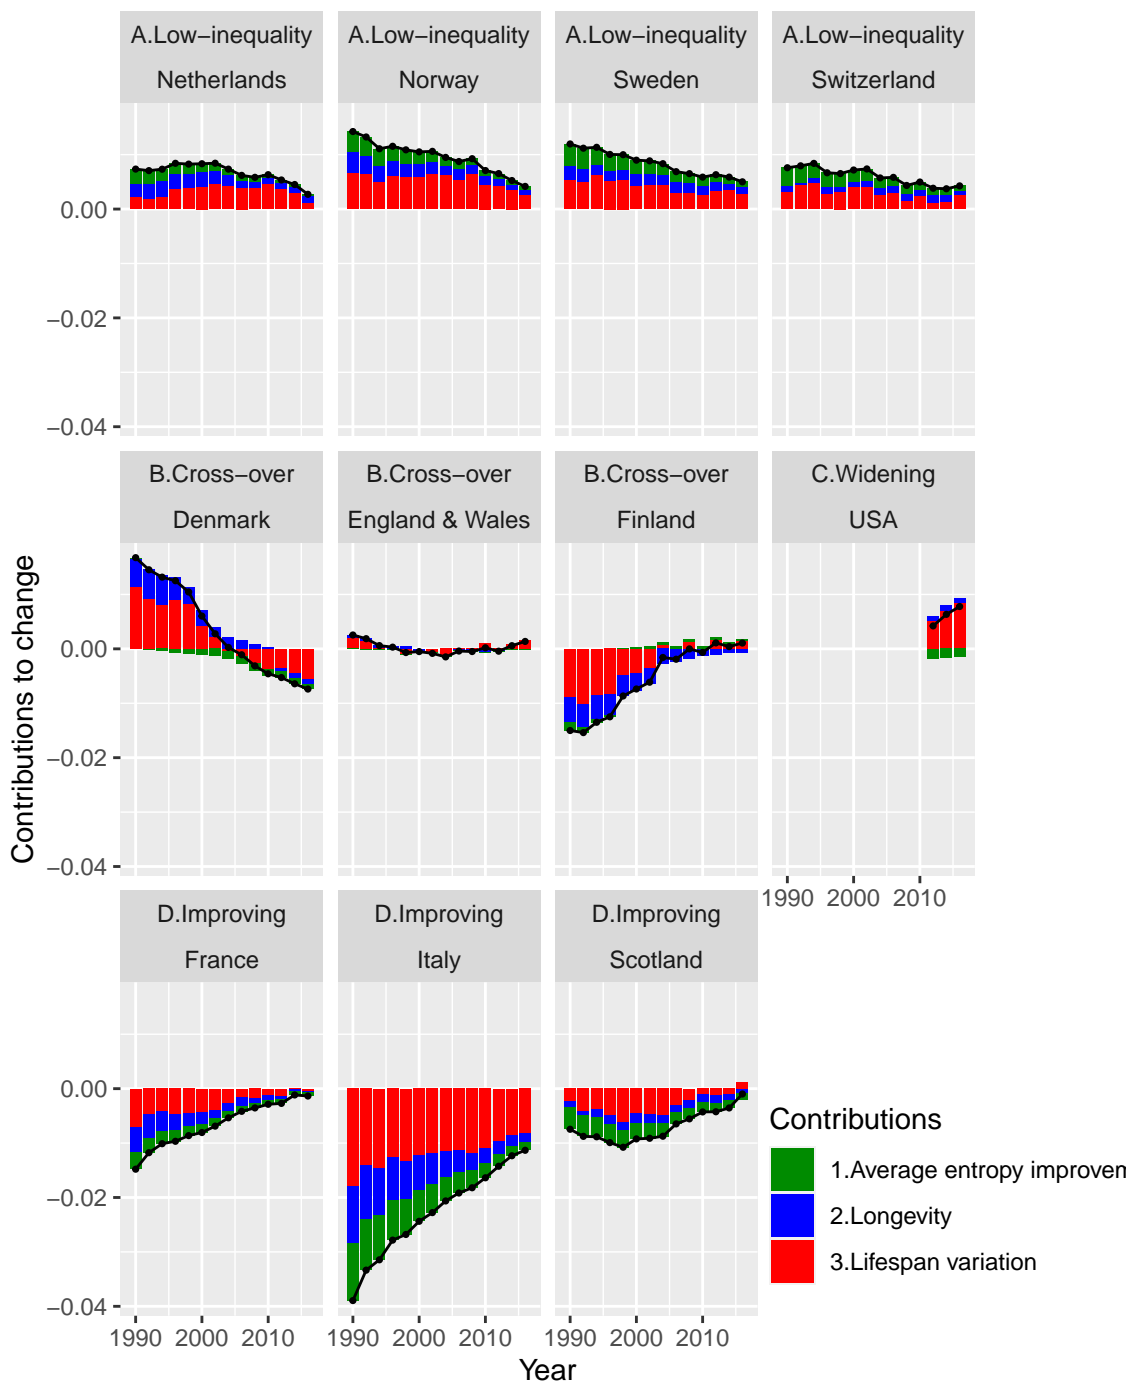 A.Low−inequality A.Low−inequality A.Low−inequality A.Low−inequality
Netherlands Norway Sweden Switzerland
0.00
−0.02
−0.04
B.Cross−over B.Cross−over B.Cross−over C.Widening
Denmark England & Wales Finland USA
0.00
−0.02
−0.04
1990 2000 2010
D.Improving D.Improving D.Improving
France Italy Scotland
0.00
−0.02
−0.04
1990 2000 2010 1990 2000 2010 1990 2000 2010
Year
Contributions to change
Contributions
1.Average entropy improvem
2.Longevity
3.Lifespan variation